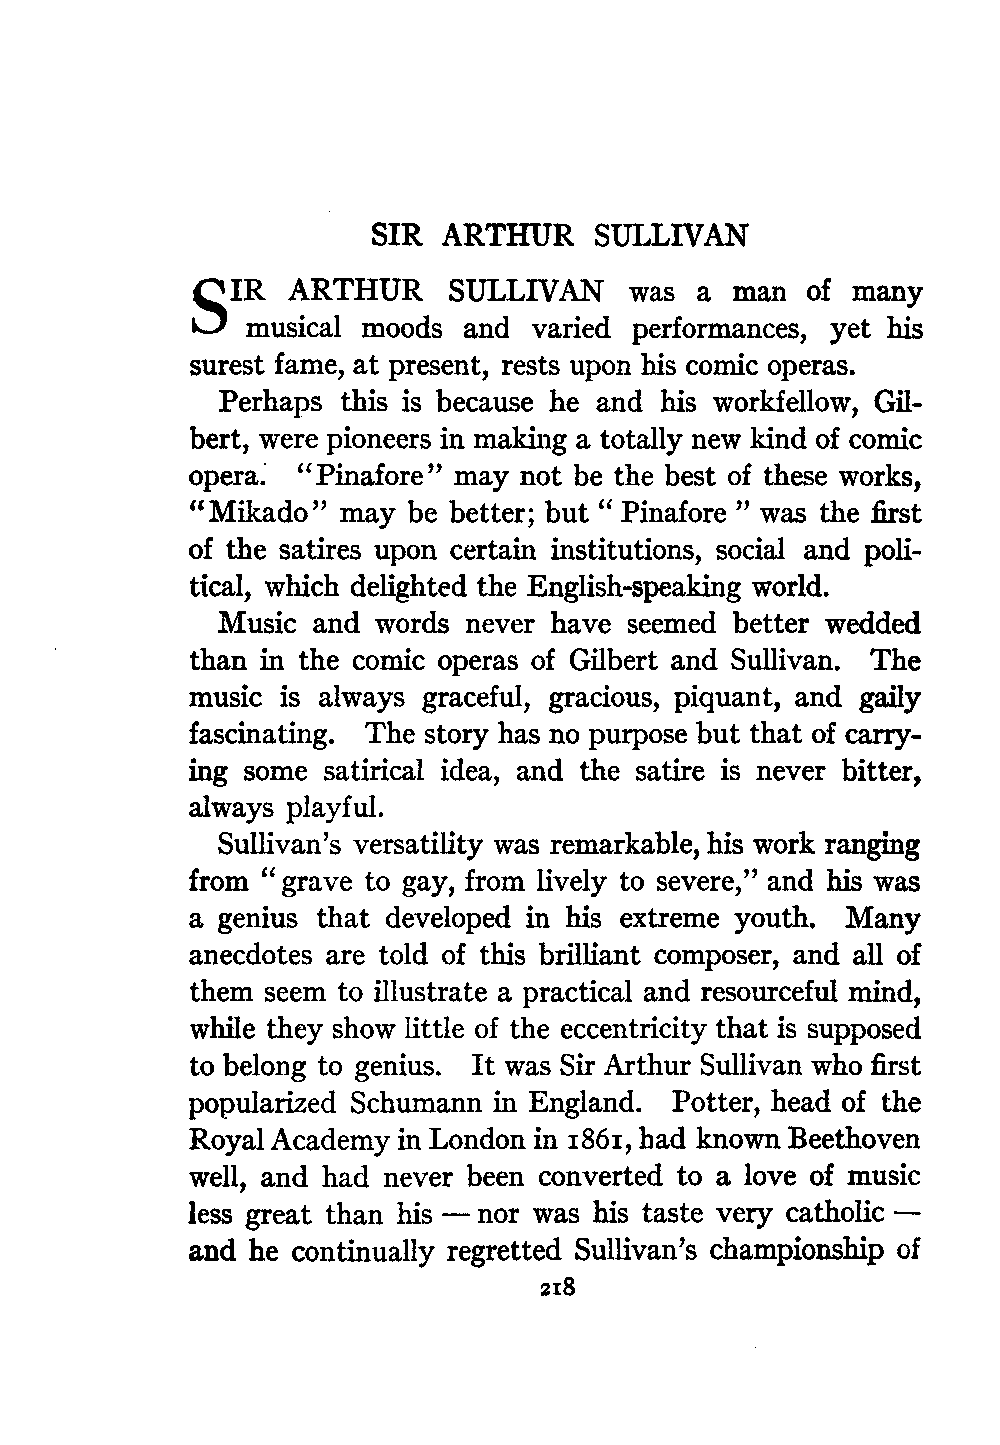 SIR ARTHUR SULLIVAN
SIR ARTHUR SULLIVAN was a man of many
musical moods and varied performances, yet his
surest fame, at present, rests upon his comic operas.
Perhaps this is because he and his workfellow, Gil-
bert, were pioneers in making a totally new kind of comic
opera. "Pinafore" may not be the best of these works,
"Mikado" may be better; but " Pinafore " was the first
of the satires upon certain institutions, social and poli-
tical, which delighted the English-speaking world.
Music and words never have seemed better wedded
than in the comic operas of Gilbert and Sullivan. The
music is always graceful, gracious, piquant, and gaily
fascinating. The story has no purpose but that of carry-
ing some satirical idea, and the satire is never bitter,
always playful.
Sullivan's versatility was remarkable, his work ranging
from "grave to gay, from lively to severe," and his was
a genius that developed in his extreme youth. Many
anecdotes are told of this brilliant composer, and all of
them seem to illustrate a practical and resourceful mind,
while they show little of the eccentricity that is supposed
to belong to genius. It was Sir Arthur Sullivan who first
popularized Schumann in England. Potter, head of the
Royal Academy in London in 1861, had known Beethoven
well, and had never been converted to a love of music
less great than his — nor was his taste very catholic —
and he continually regretted Sullivan's championship of
218